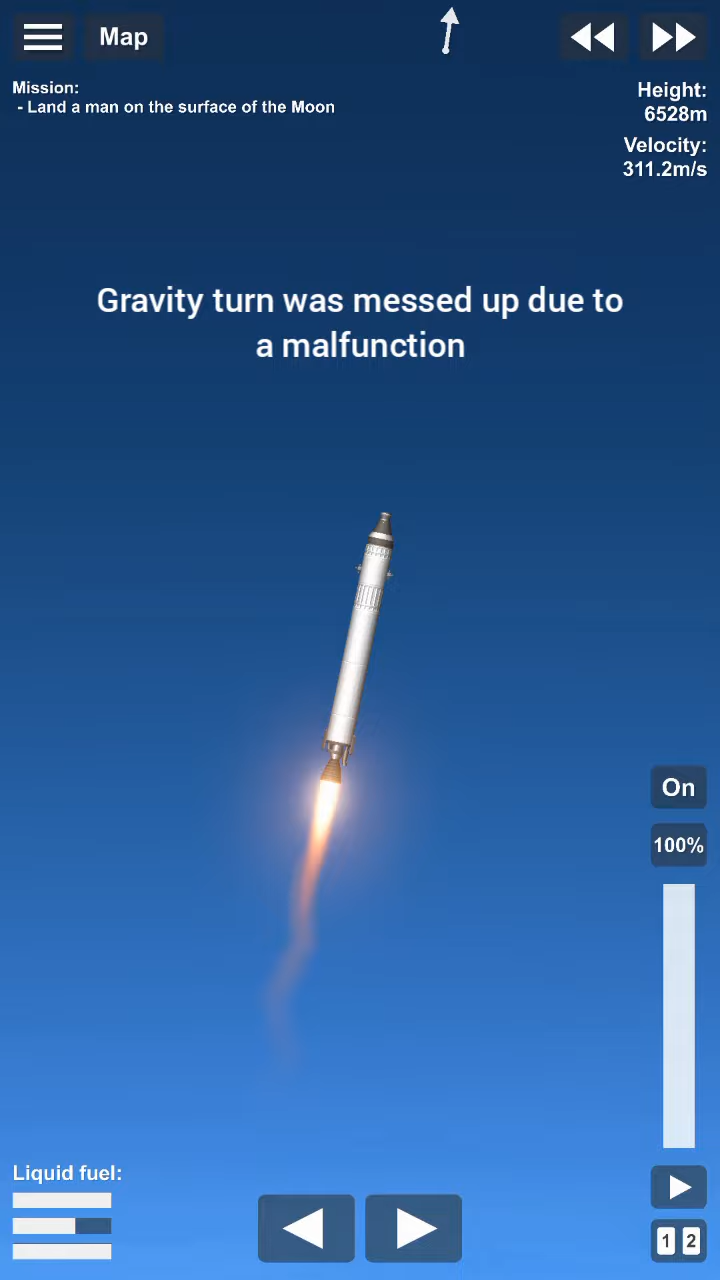 Map
Mission:
- Land a man on the surface of the Moon
Height:
6528m
Velocity:
311.2m/s
Gravity turn was messed up due to
a malfunction
On
100%
Liquid fuel:
1 2